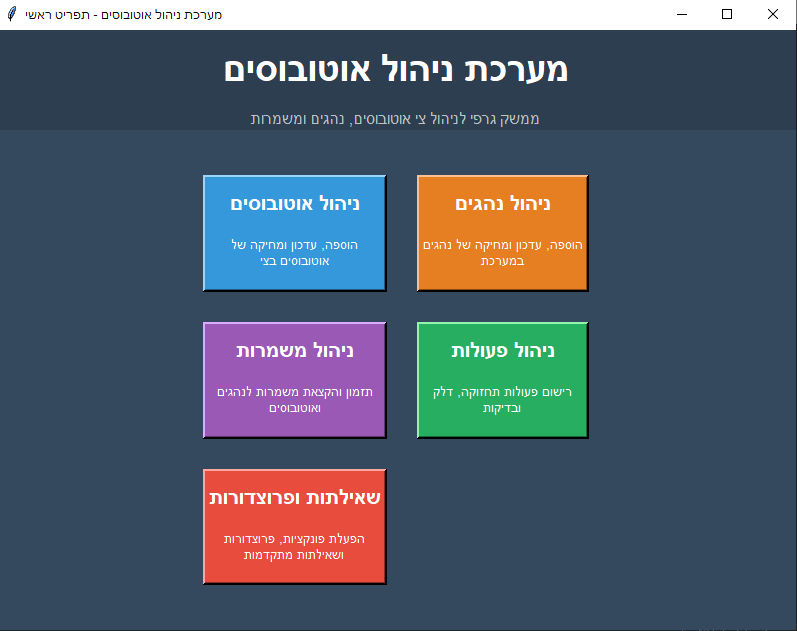 מערכת ניהול אוטובוסים - תפריט ראשי
מערכת ניהול אוטובוסים
ממשק גרפי לניהול צי אוטובוסים, נהגים ומשמרות
ניהול נהגים
הוספה, עדכון ומחיקה של נהגים
במערכת
ניהול אוטובוסים
הוספה, עדכון ומחיקה של
אוטובוסים בצי
ניהול פעולות
רישום פעולות תחזוקה, דלק
ובדיקות
ניהול משמרות
תזמון והקצאת משמרות לנהגים
ואוטובוסים
שאילתות ופרוצדורות
הפעלת פונקציות, פרוצדורות
ושאילתות מתקדמות